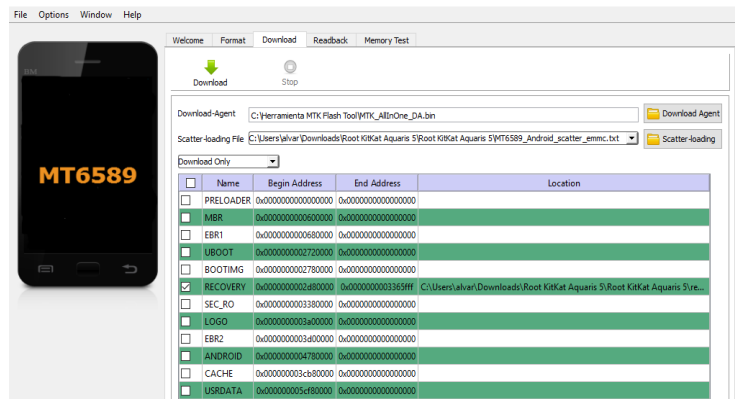 File Options Window Help
Welcome Format Download Readback Memory Test
Download Stop
BM
MT6589
Download-Agent C:\Herramienta MTK Flash Tool\MTK_AllInOne_DA.bin Download Agent
Scatter-loading File C:\Users\alvar\Downloads\Root KitKat Aquaris 5\Root KitKat Aquaris 5\MT6589_Android_scatter_emmc.txt Scatter-loading
Download Only
Name Begin Address End Address Location
PRELOADER 0x0000000000000000 0x0000000000000000
MBR 0x0000000000600000 0x0000000000000000
EBR1 0x0000000000680000 0x0000000000000000
UBOOT 0x0000000002720000 0x0000000000000000
BOOTIMG 0x0000000002780000 0x0000000000000000
RECOVERY 0x0000000002d80000 0x0000000003365fff C:\Users\alvar\Downloads\Root KitKat Aquaris 5\Root KitKat Aquaris 5\re...
SEC_RO 0x0000000003380000 0x0000000000000000
LOGO 0x0000000003a00000 0x0000000000000000
EBR2 0x0000000003d00000 0x0000000000000000
ANDROID 0x0000000004780000 0x0000000000000000
CACHE 0x000000003cb80000 0x0000000000000000
USRDATA 0x000000005cf80000 0x0000000000000000